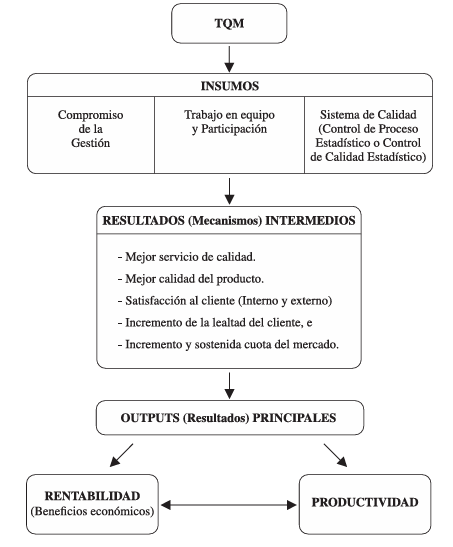 TQM
INSUMOS
Compromiso
de la
Gestión
Trabajo en equipo
y Participación
Sistema de Calidad
(Control de Proceso
Estadístico o Control
de Calidad Estadístico)
RESULTADOS (Mecanismos) INTERMEDIOS
- Mejor servicio de calidad.
- Mejor calidad del producto.
- Satisfacción al cliente (Interno y externo)
- Incremento de la lealtad del cliente, e
- Incremento y sostenida cuota del mercado.
OUTPUTS (Resultados) PRINCIPALES
RENTABILIDAD
(Beneficios económicos)
PRODUCTIVIDAD